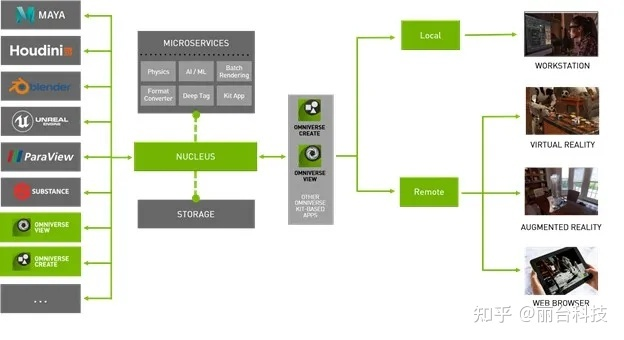 MAYA
Houdini
blender
UNREAL
ENGINE
ParaView
SUBSTANCE
OMNIVERSE
VIEW
OMNIVERSE
CREATE
...
MICROSERVICES
Physics
AI / ML
Batch
Rendering
Format
Converter
Deep Tag
Kit App
NUCLEUS
STORAGE
OMNIVERSE
CREATE
OMNIVERSE
VIEW
OTHER
OMNIVERSE
KIT-BASED
APPS
Local
Remote
WORKSTATION
VIRTUAL REALITY
AUGMENTED REALITY
WEB BROWSER
知乎 @丽台科技